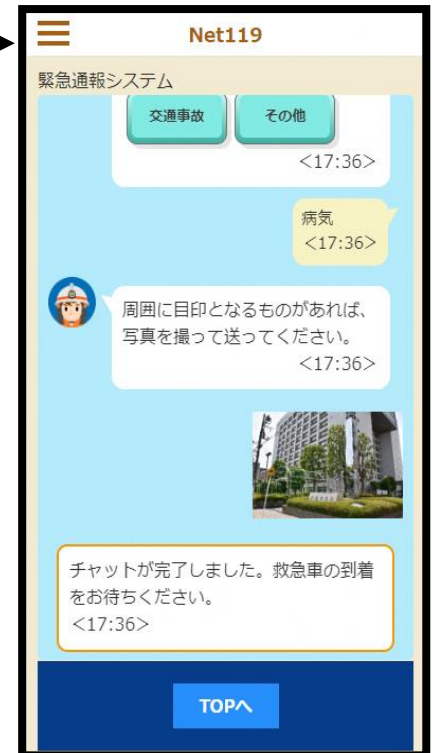 Net119
緊急通報システム
交通事故
その他
<17:36>
病気
<17:36>
周囲に目印となるものがあれば、
写真を撮って送ってください。
<17:36>
チャットが完了しました。救急車の到着
をお待ちください。
<17:36>
TOPへ